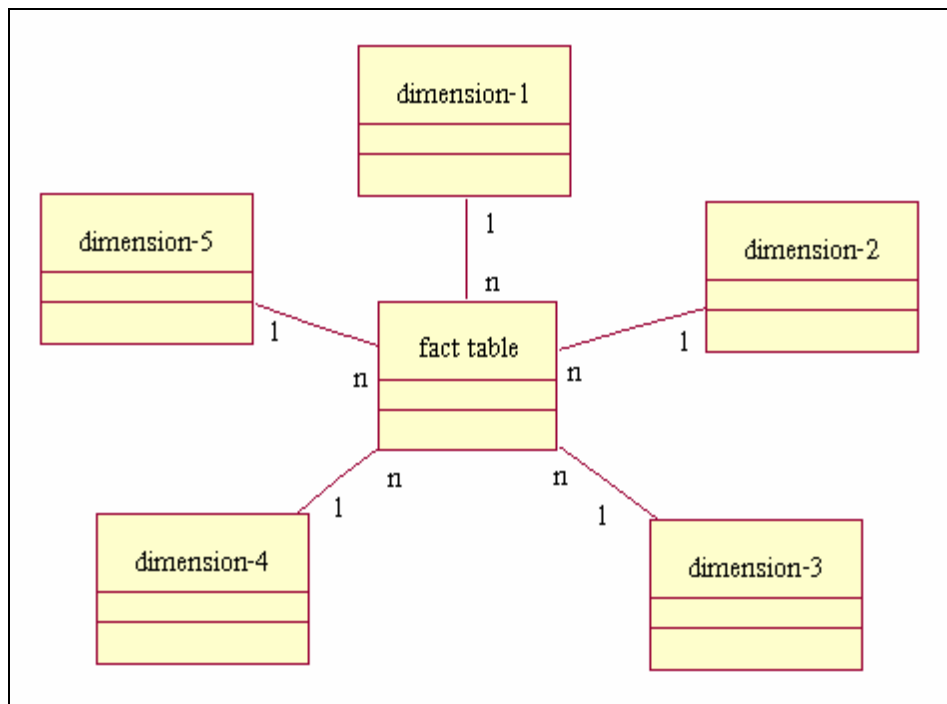 dimension-1
dimension-5
dimension-2
1
n
1
fact table
1
n
n
n
n
1
1
dimension-4
dimension-3